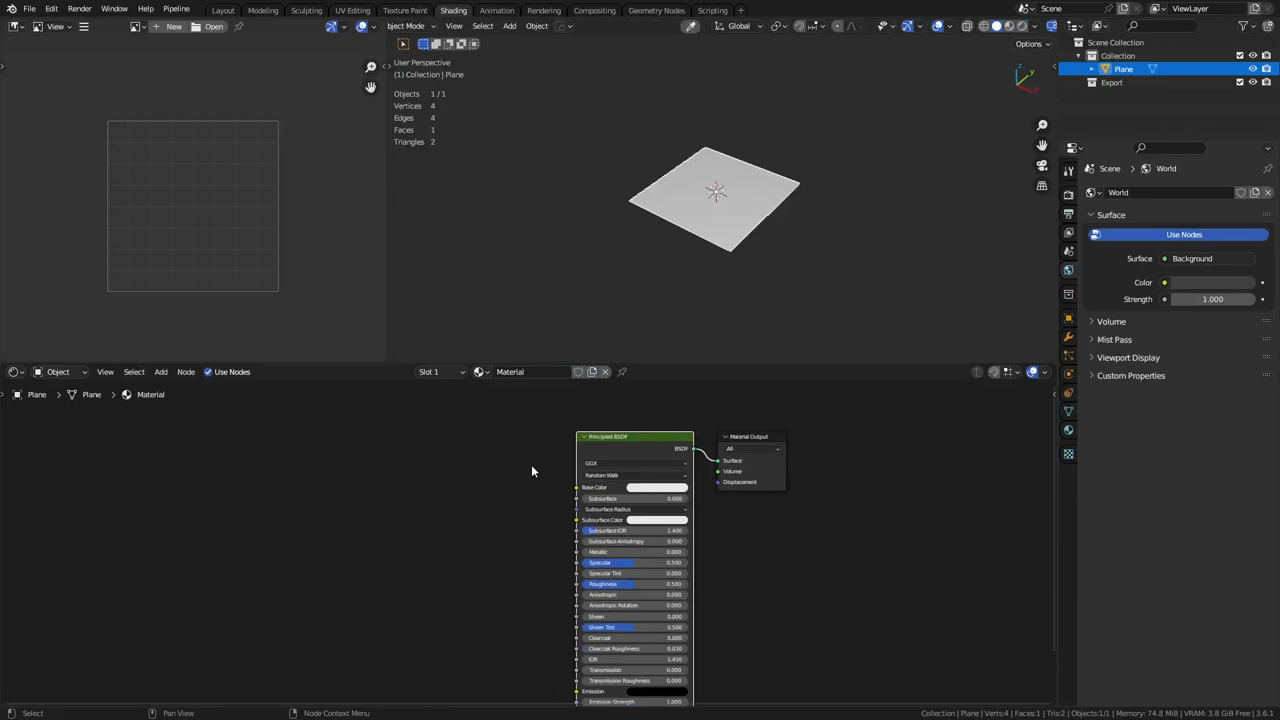 File Edit Render Window Help Pipeline Layout Modeling Sculpting UV Editing Texture Paint Shading Animation Rendering Compositing Geometry Nodes Scripting + Scene ViewLayer
View New Open
bject Mode View Select Add Object Global
Options
User Perspective
(1) Collection | Plane
Objects 1 / 1
Vertices 4
Edges 4
Faces 1
Triangles 2
Z
Y
Scene Collection
Collection
Plane
Export
Scene > World
World
Surface
Use Nodes
Surface Background
Color
Strength 1.000
Volume
Mist Pass
Viewport Display
Custom Properties
Object View Select Add Node Use Nodes Slot 1 Material
Plane > Plane > Material
Principled BSDF
BSDF
GGX
Random Walk
Base Color
Subsurface 0.000
Subsurface Radius
Subsurface Color
Subsurface IOR 1.400
Subsurface Anisotropy 0.000
Metallic 0.000
Specular 0.500
Specular Tint 0.000
Roughness 0.500
Anisotropic 0.000
Anisotropic Rotation 0.000
Sheen 0.000
Sheen Tint 0.500
Clearcoat 0.000
Clearcoat Roughness 0.030
IOR 1.450
Transmission 0.000
Transmission Roughness 0.000
Emission
Emission Strength 1.000
Material Output
All
Surface
Volume
Displacement
Select Pan View Node Context Menu Collection | Plane | Verts:4 | Faces:1 | Tris:2 | Objects:1/1 | Memory: 74.8 MiB | VRAM: 3.8 GiB Free | 3.6.1